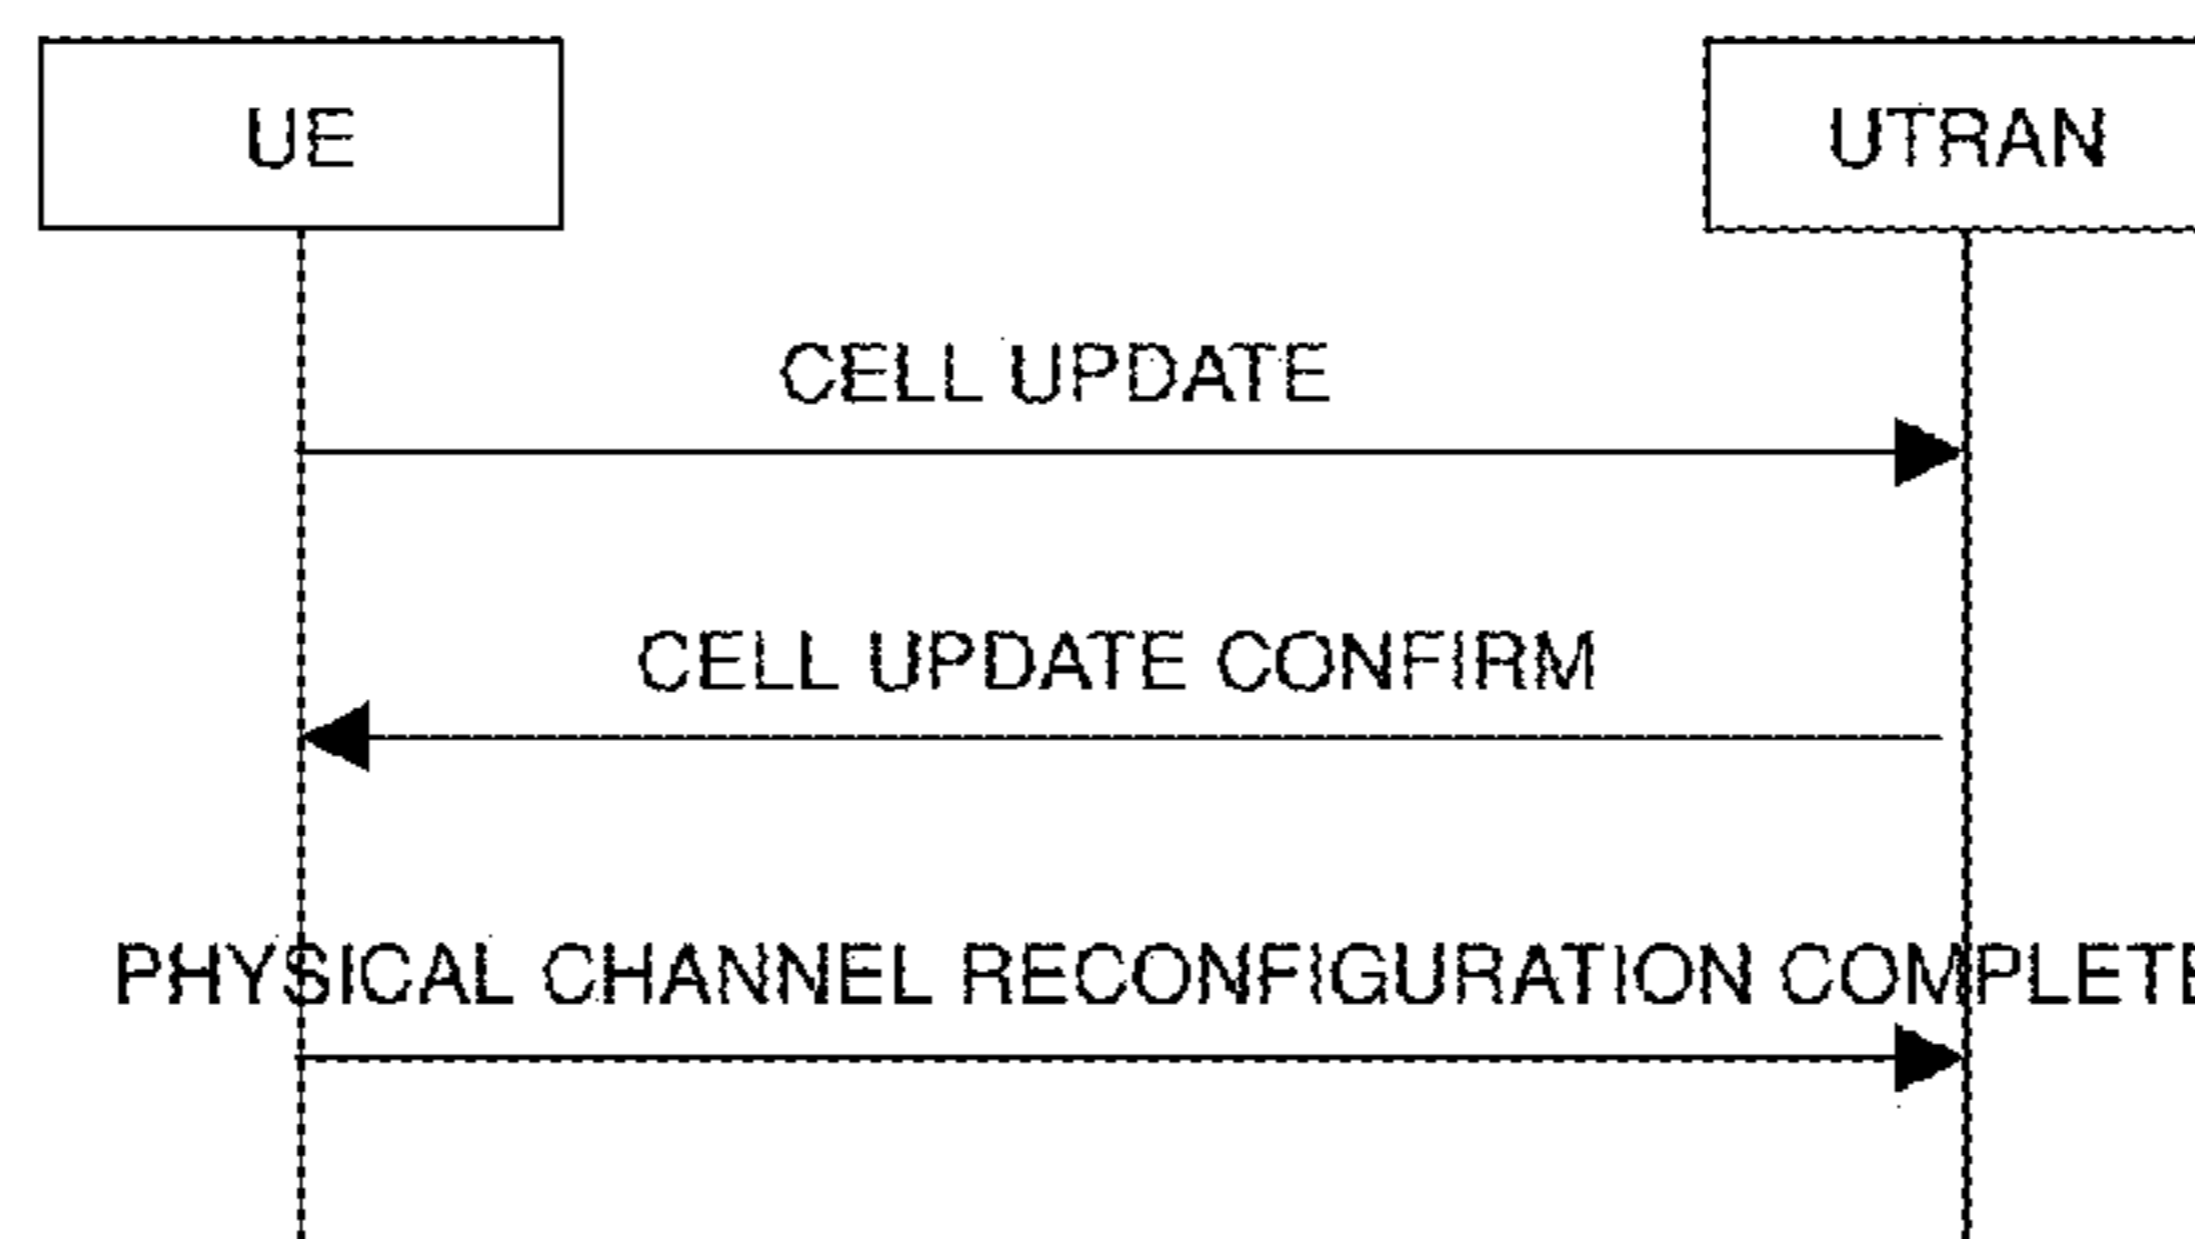 UE
UTRAN
CELL UPDATE
CELL UPDATE CONFIRM
PHYSICAL CHANNEL RECONFIGURATION COMPLETE